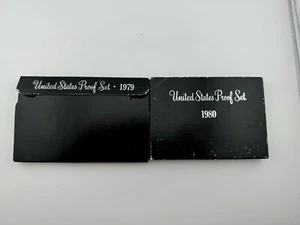 United States Proof Set • 1979
United States Proof Set
1980